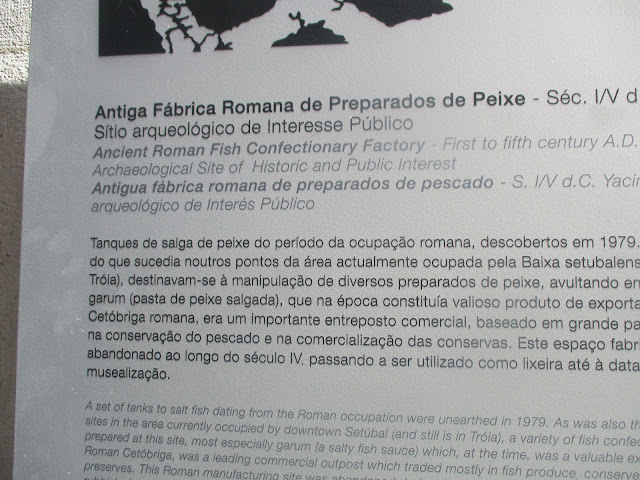 Antiga Fábrica Romana de Preparados de Peixe - Séc. I/V d
Sítio arqueológico de Interesse Público
Ancient Roman Fish Confectionary Factory - First to fifth century A.D.
Archaeological Site of Historic and Public Interest
Antigua fábrica romana de preparados de pescado - S. I/V d.C. Yacin
arqueológico de Interés Público
Tanques de salga de peixe do período da ocupação romana, descobertos em 1979.
do que sucedia noutros pontos da área actualmente ocupada pela Baixa setubalens
Tróia), destinavam-se à manipulação de diversos preparados de peixe, avultando en
garum (pasta de peixe salgada), que na época constituía valioso produto de exporta
Cetóbriga romana, era um importante entreposto comercial, baseado em grande pa
na conservação do pescado e na comercialização das conservas. Este espaço fabri
abandonado ao longo do século IV, passando a ser utilizado como lixeira até à data
musealização.
A set of tanks to salt fish dating from the Roman occupation were unearthed in 1979. As was also th
sites in the area currently occupied by downtown Setúbal (and still is in Tróia), a variety of fish confec
prepared at this site, most especially garum (a salty fish sauce) which, at the time, was a valuable ex
Roman Cetóbriga, was a leading commercial outpost which traded mostly in fish produce, conserve
preserves. This Roman manufacturing site was